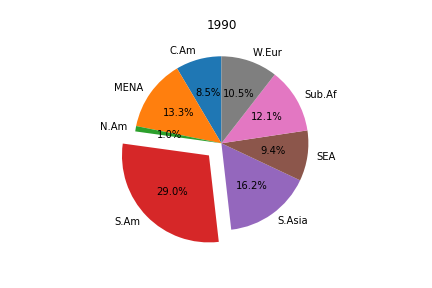 1990
C.Am
W.Eur
MENA
Sub.Af
8.5%
10.5%
13.3%
12.1%
N.Am
1.0%
9.4%
SEA
29.0%
16.2%
S.Am
S.Asia